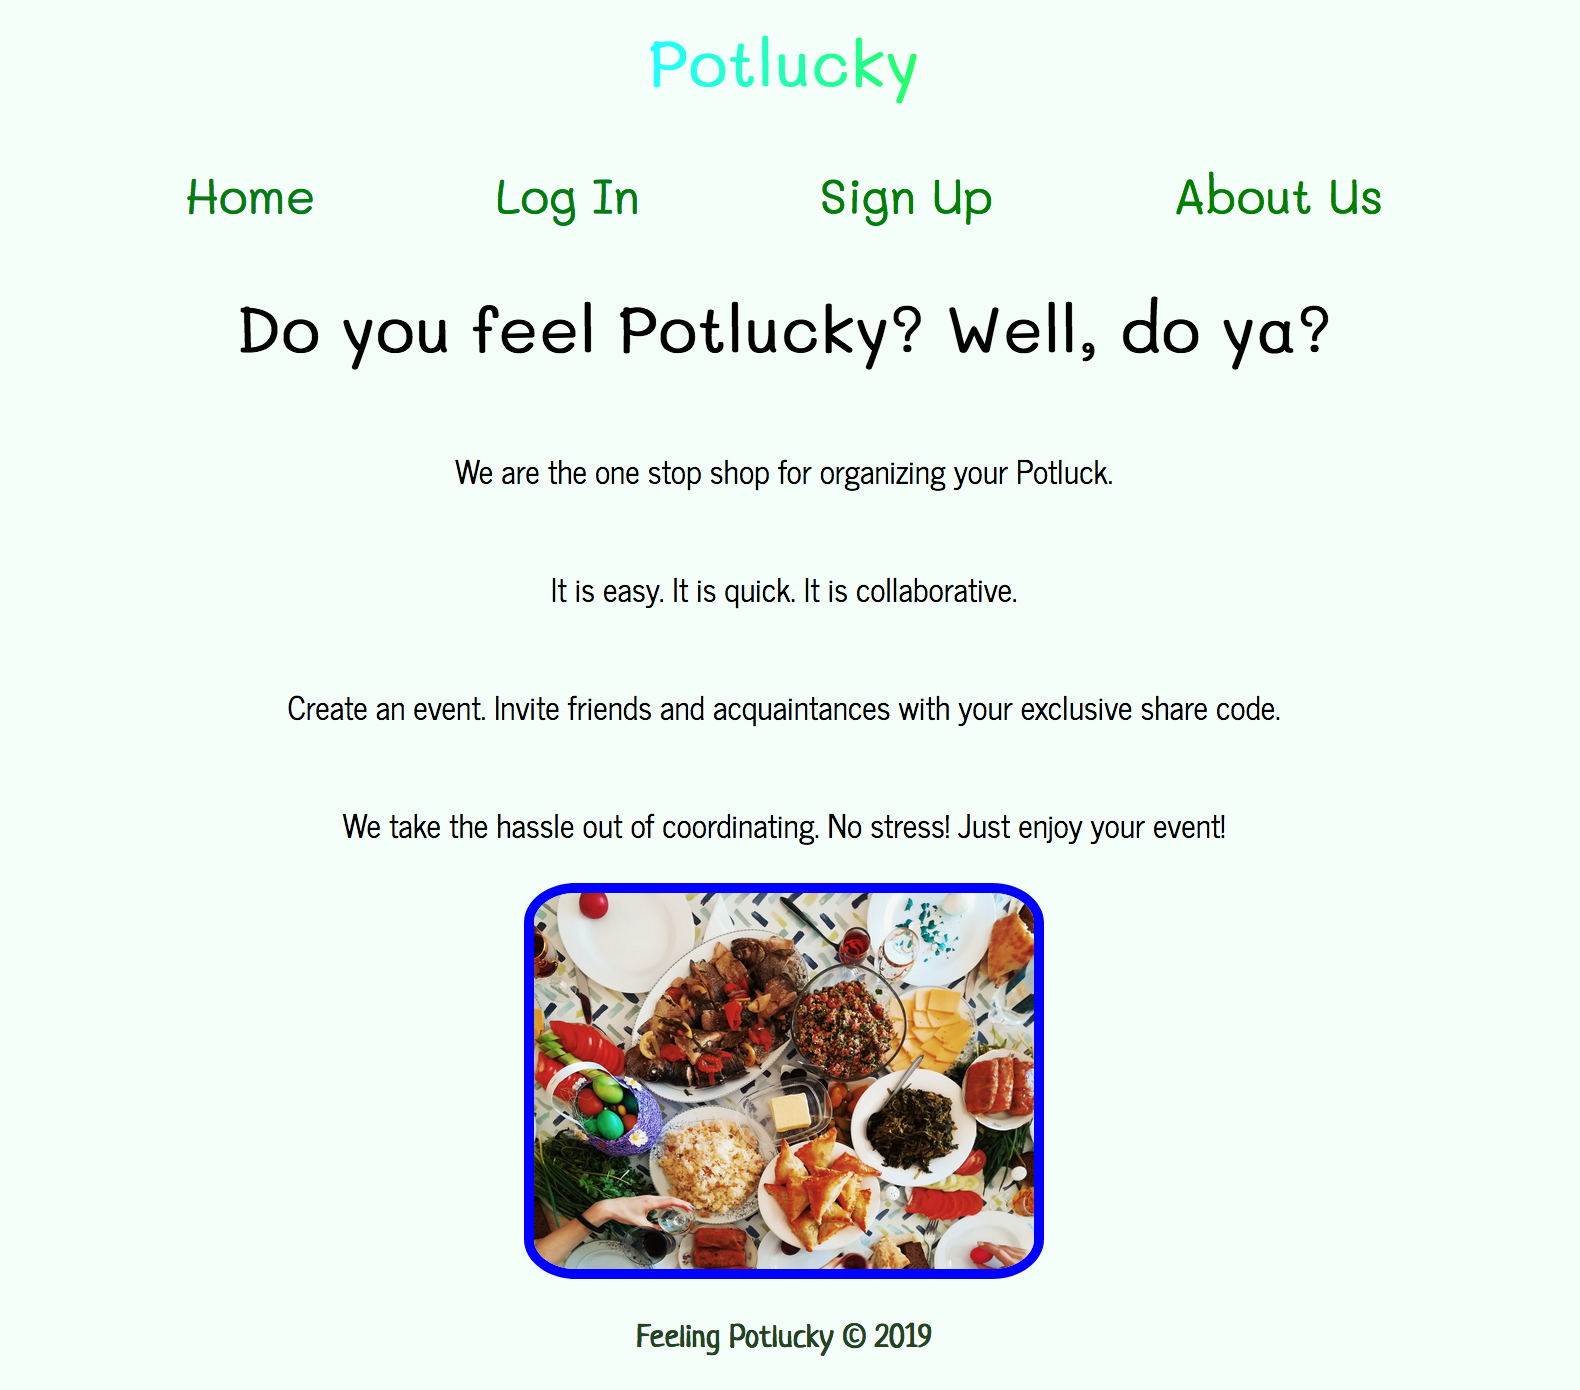 Potlucky
Home Log In Sign Up About Us
Do you feel Potlucky? Well, do ya?
We are the one stop shop for organizing your Potluck.
It is easy. It is quick. It is collaborative.
Create an event. Invite friends and acquaintances with your exclusive share code.
We take the hassle out of coordinating. No stress! Just enjoy your event!
Feeling Potlucky © 2019